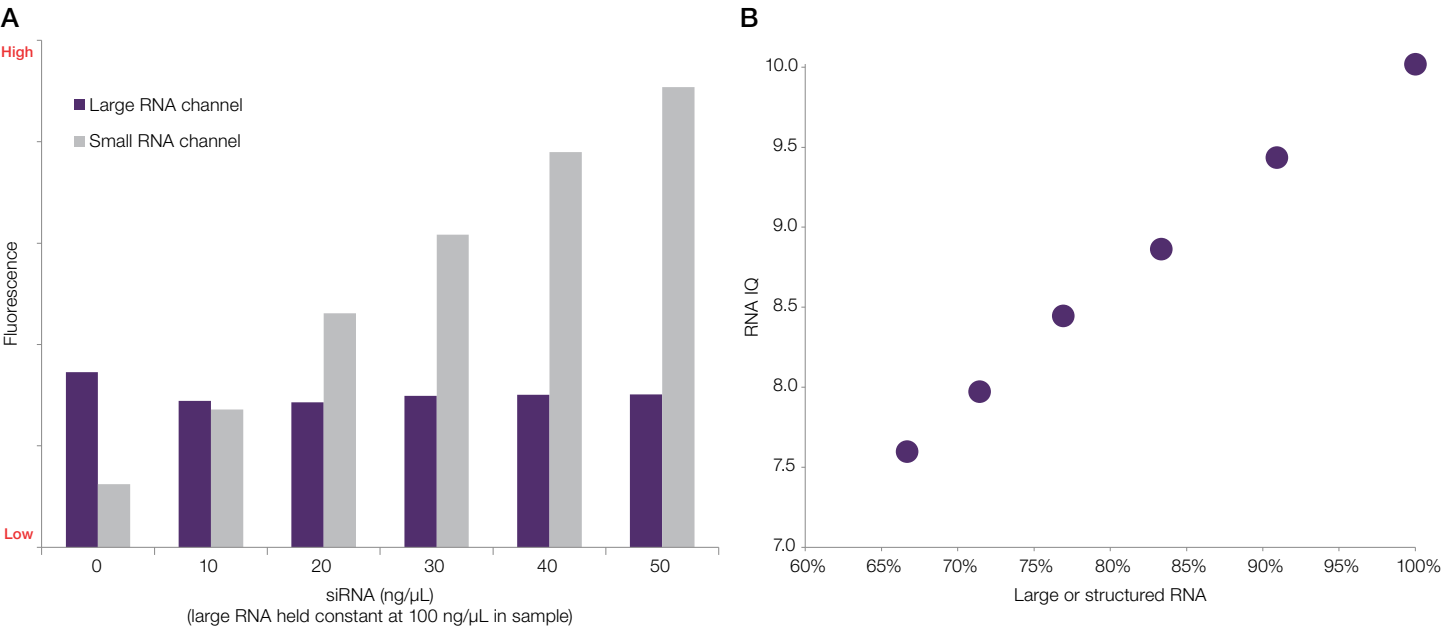 A
High
Large RNA channel
Small RNA channel
Fluorescence
Low
0 10 20 30 40 50
siRNA (ng/µL)
(large RNA held constant at 100 ng/µL in sample)
B
10.0
9.5
9.0
8.5
8.0
7.5
7.0
RNA IQ
60% 65% 70% 75% 80% 85% 90% 95% 100%
Large or structured RNA